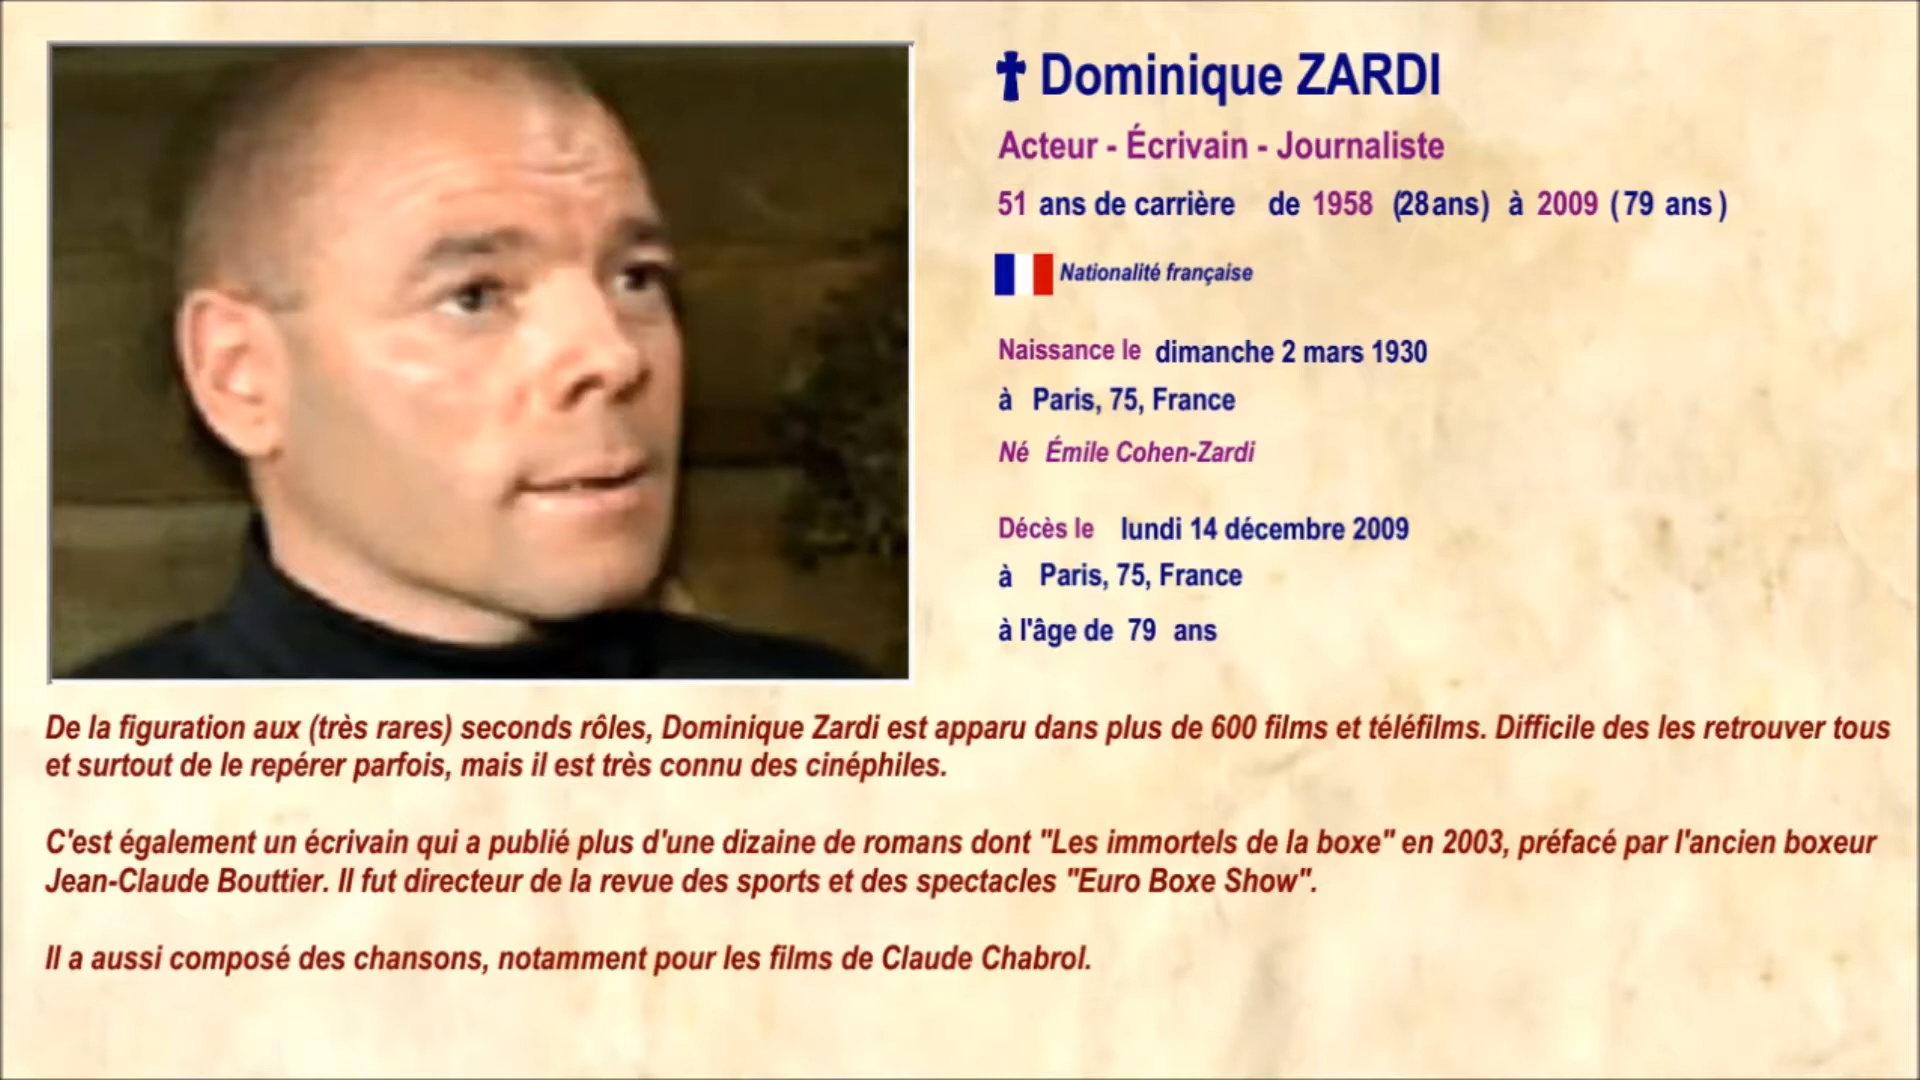 Dominique ZARDI
Acteur - Écrivain - Journaliste
51 ans de carrière de 1958 (28ans) à 2009 (79 ans)
Nationalité française
Naissance le dimanche 2 mars 1930
à Paris, 75, France
Né Émile Cohen-Zardi
Décès le lundi 14 décembre 2009
à Paris, 75, France
à l'âge de 79 ans
De la figuration aux (très rares) seconds rôles, Dominique Zardi est apparu dans plus de 600 films et téléfilms. Difficile des les retrouver tous
et surtout de le repérer parfois, mais il est très connu des cinéphiles.
C'est également un écrivain qui a publié plus d'une dizaine de romans dont "Les immortels de la boxe" en 2003, préfacé par l'ancien boxeur
Jean-Claude Bouttier. Il fut directeur de la revue des sports et des spectacles "Euro Boxe Show".
Il a aussi composé des chansons, notamment pour les films de Claude Chabrol.